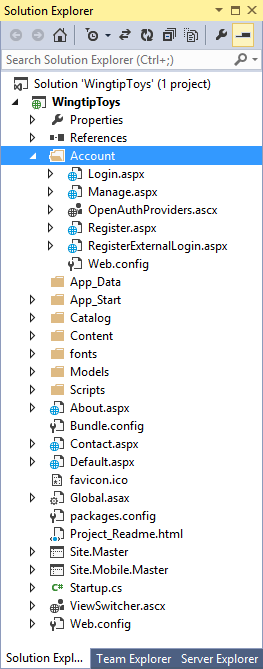 Solution Explorer
Search Solution Explorer (Ctrl+;)
Solution 'WingtipToys' (1 project)
WingtipToys
Properties
References
Account
Login.aspx
Manage.aspx
OpenAuthProviders.ascx
Register.aspx
RegisterExternalLogin.aspx
Web.config
App_Data
App_Start
Catalog
Content
fonts
Models
Scripts
About.aspx
Bundle.config
Contact.aspx
Default.aspx
favicon.ico
Global.asax
packages.config
Project_Readme.html
Site.Master
Site.Mobile.Master
C# Startup.cs
ViewSwitcher.ascx
Web.config
Solution Expl... Team Explorer Server Explorer